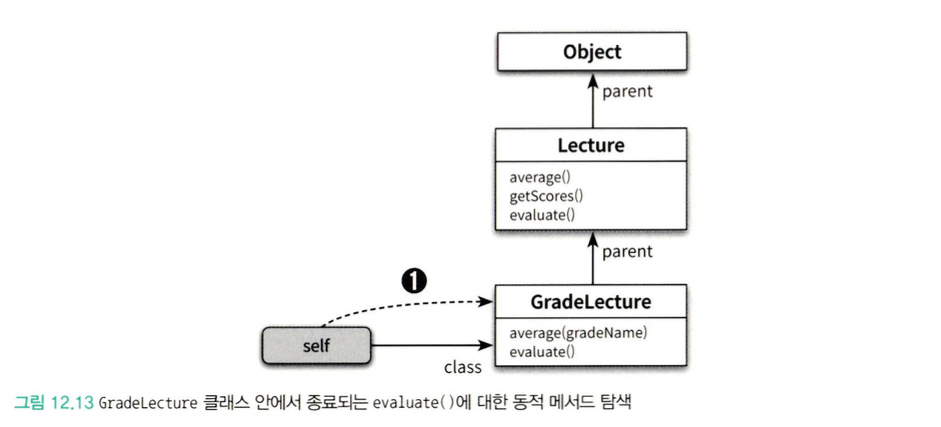 Object
parent
Lecture
average()
getScores()
evaluate()
parent
❶
GradeLecture
average(gradeName)
evaluate()
self
class
그림 12.13 GradeLecture 클래스 안에서 종료되는 evaluate()에 대한 동적 메서드 탐색